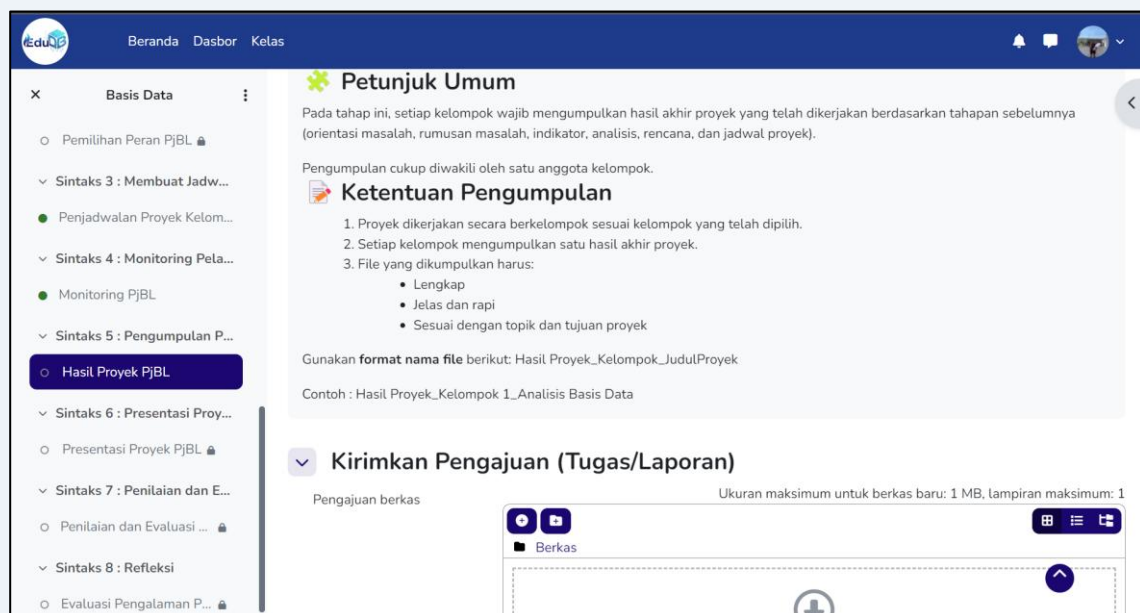 EduDB
Beranda Dasbor Kelas
Basis Data
Pemilihan Peran PjBL
Sintaks 3 : Membuat Jadw...
Penjadwalan Proyek Kelom...
Sintaks 4 : Monitoring Pela...
Monitoring PjBL
Sintaks 5 : Pengumpulan P...
Hasil Proyek PjBL
Sintaks 6 : Presentasi Proy...
Presentasi Proyek PjBL
Sintaks 7 : Penilaian dan E...
Penilaian dan Evaluasi ...
Sintaks 8 : Refleksi
Evaluasi Pengalaman P...
Petunjuk Umum
Pada tahap ini, setiap kelompok wajib mengumpulkan hasil akhir proyek yang telah dikerjakan berdasarkan tahapan sebelumnya
(orientasi masalah, rumusan masalah, indikator, analisis, rencana, dan jadwal proyek).
Pengumpulan cukup diwakili oleh satu anggota kelompok.
Ketentuan Pengumpulan
1. Proyek dikerjakan secara berkelompok sesuai kelompok yang telah dipilih.
2. Setiap kelompok mengumpulkan satu hasil akhir proyek.
3. File yang dikumpulkan harus:
• Lengkap
• Jelas dan rapi
• Sesuai dengan topik dan tujuan proyek
Gunakan format nama file berikut: Hasil Proyek_Kelompok_JudulProyek
Contoh : Hasil Proyek_Kelompok 1_Analisis Basis Data
Kirimkan Pengajuan (Tugas/Laporan)
Pengajuan berkas
Ukuran maksimum untuk berkas baru: 1 MB, lampiran maksimum: 1
Berkas